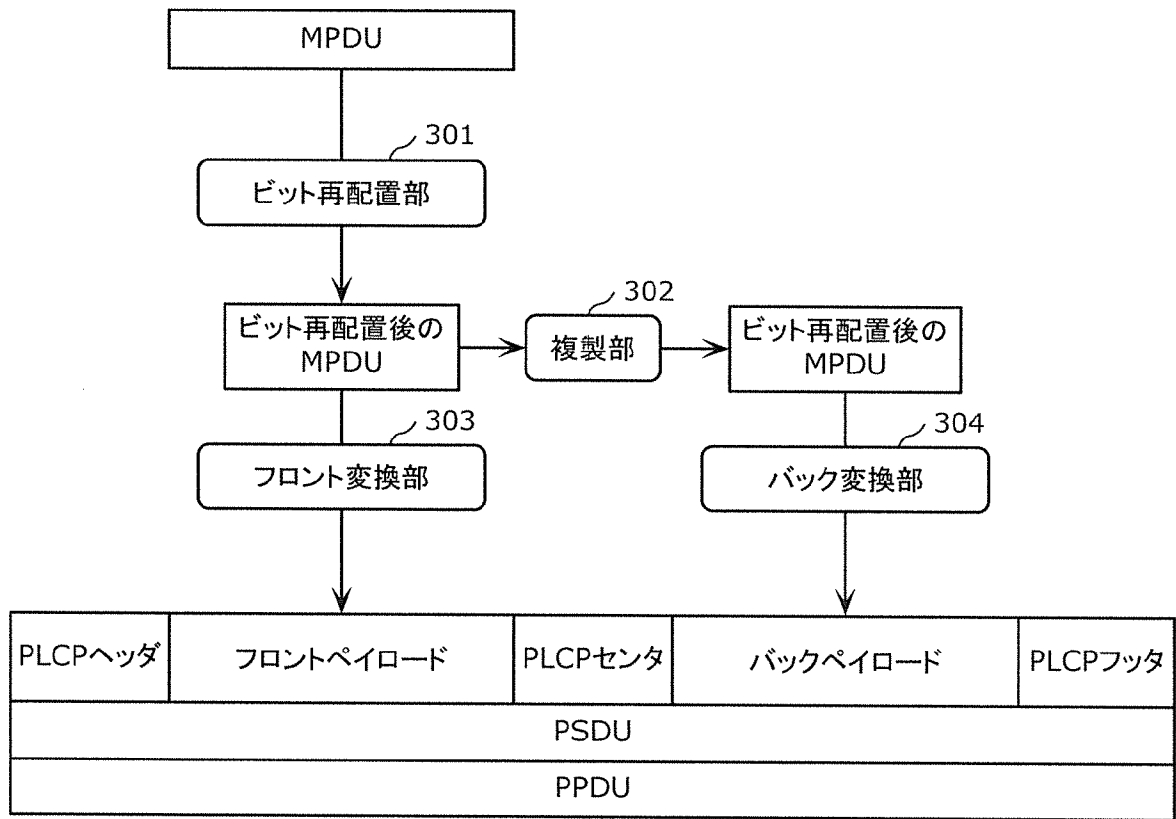 MPDU
301
ビット再配置部
302
ビット再配置後の
MPDU
複製部
ビット再配置後の
MPDU
303
フロント変換部
304
バック変換部
PLCPヘッダ
フロントペイロード
PLCPセンタ
バックペイロード
PLCPフッタ
PSDU
PPDU